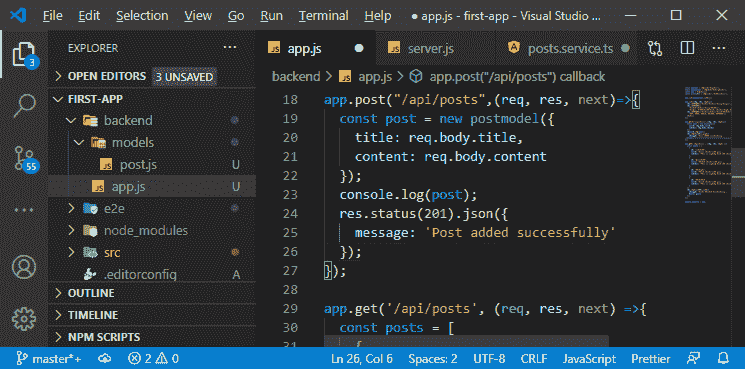 File Edit Selection View Go Run Terminal Help ● app.js - first-app - Visual Studio ...
EXPLORER
OPEN EDITORS 3 UNSAVED
FIRST-APP
backend
models
post.js U
app.js U
e2e
node_modules
src
.editorconfig A
OUTLINE
TIMELINE
NPM SCRIPTS
3
55
JS app.js JS server.js posts.service.ts
backend > JS app.js > app.post("/api/posts") callback
18 app.post("/api/posts",(req, res, next)=>{
19 const post = new postmodel({
20 title: req.body.title,
21 content: req.body.content
22 });
23 console.log(post);
24 res.status(201).json({
25 message: 'Post added successfully'
26 });
27 });
28
29 app.get('/api/posts', (req, res, next) =>{
30 const posts = [
31 {
master*+ 2 0 Ln 26, Col 6 Spaces: 2 UTF-8 CRLF JavaScript Prettier